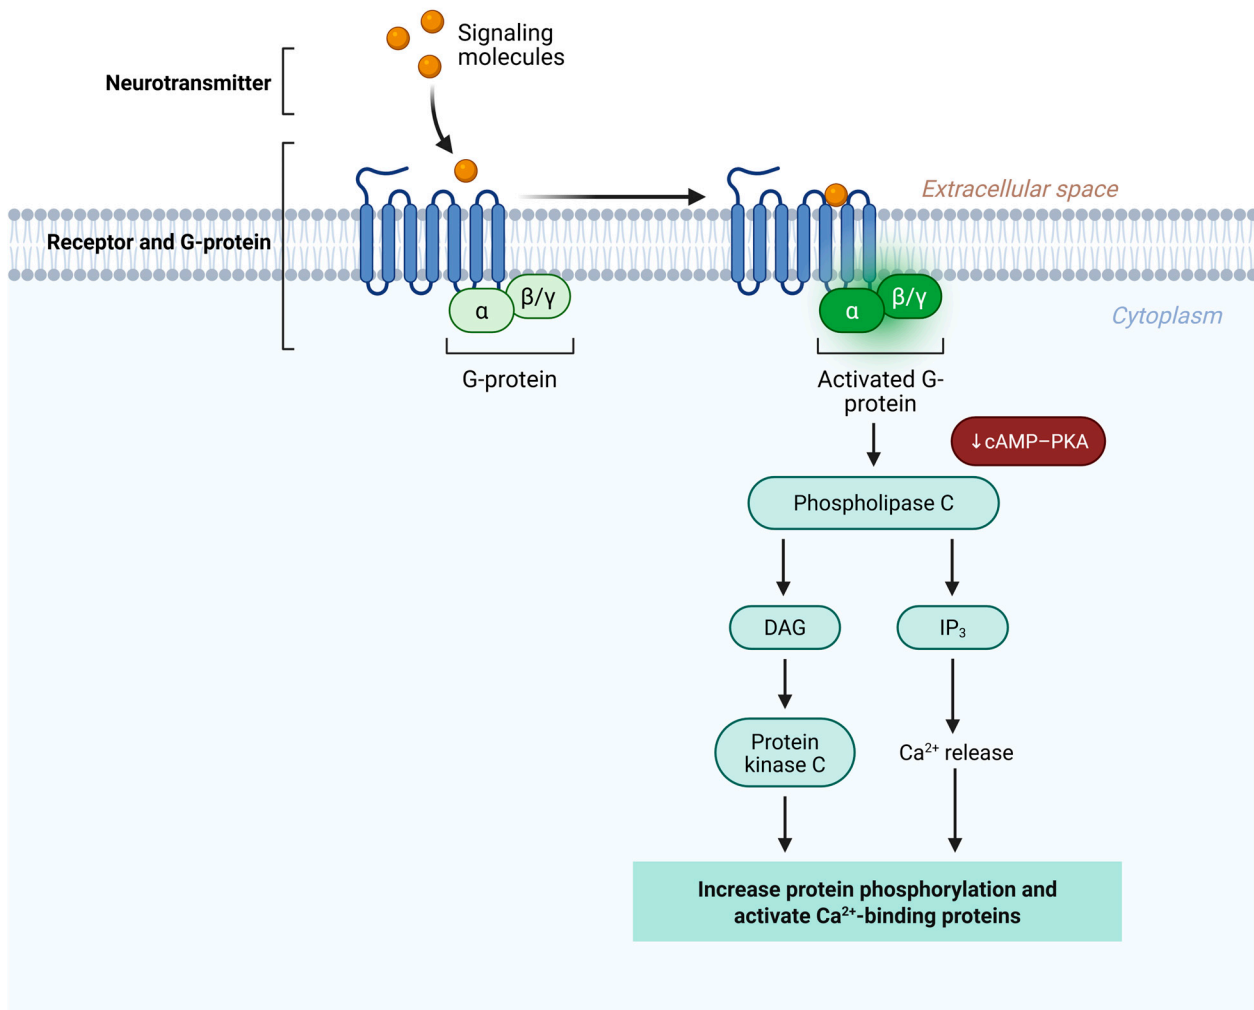 Signaling
molecules
Neurotransmitter
Extracellular space
Receptor and G-protein
α
β/γ
α
β/γ
Cytoplasm
G-protein
Activated G-
protein
↓cAMP–PKA
Phospholipase C
DAG
IP₃
Protein
kinase C
Ca²⁺ release
Increase protein phosphorylation and
activate Ca²⁺-binding proteins